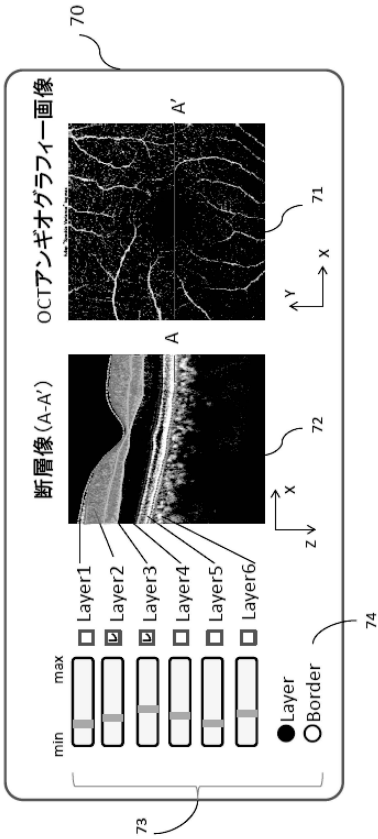 70
断層像(A-A')
OCTアンギオグラフィー画像
min
max
Layer1
Layer2
Layer3
Layer4
Layer5
Layer6
A
A'
Z
X
Y
X
72
71
Layer
Border
73
74